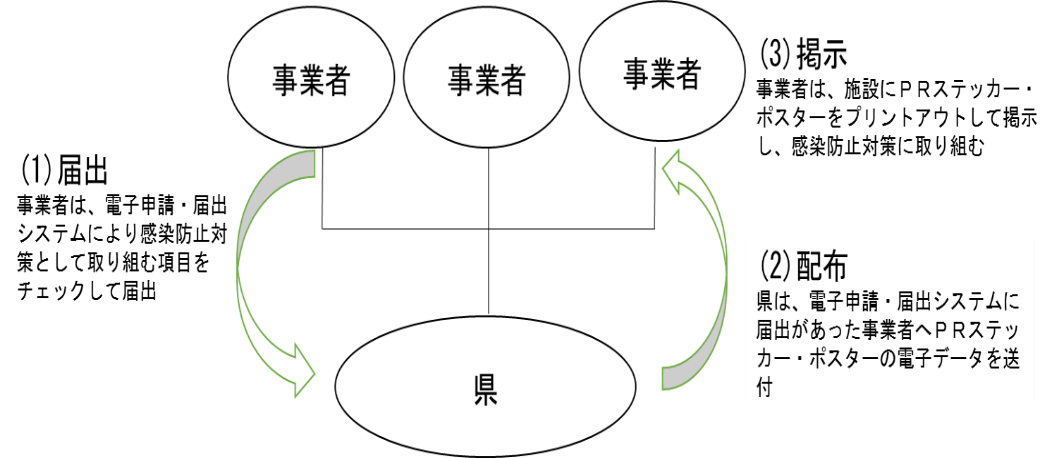 事業者
事業者
事業者
(3)掲示
事業者は、施設にＰＲステッカー・
ポスターをプリントアウトして掲示
し、感染防止対策に取り組む
(1)届出
事業者は、電子申請・届出
システムにより感染防止対
策として取り組む項目を
チェックして届出
(2)配布
県は、電子申請・届出システムに
届出があった事業者へＰＲステッ
カー・ポスターの電子データを送
付
県